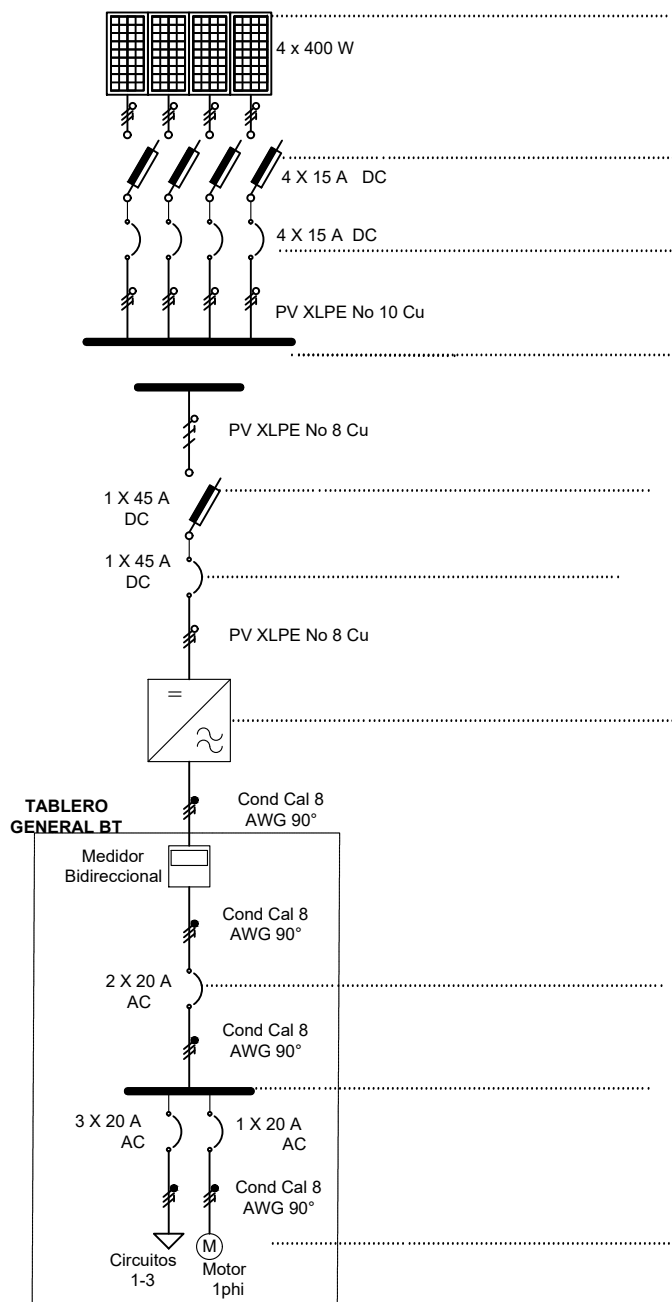 4 x 400 W
4 X 15 A DC
4 X 15 A DC
PV XLPE No 10 Cu
PV XLPE No 8 Cu
1 X 45 A
DC
1 X 45 A
DC
PV XLPE No 8 Cu
Cond Cal 8
AWG 90°
TABLERO
GENERAL BT
Medidor
Bidireccional
Cond Cal 8
AWG 90°
2 X 20 A
AC
Cond Cal 8
AWG 90°
3 X 20 A
AC
1 X 20 A
AC
Cond Cal 8
AWG 90°
M
Circuitos
1-3
Motor
1phi